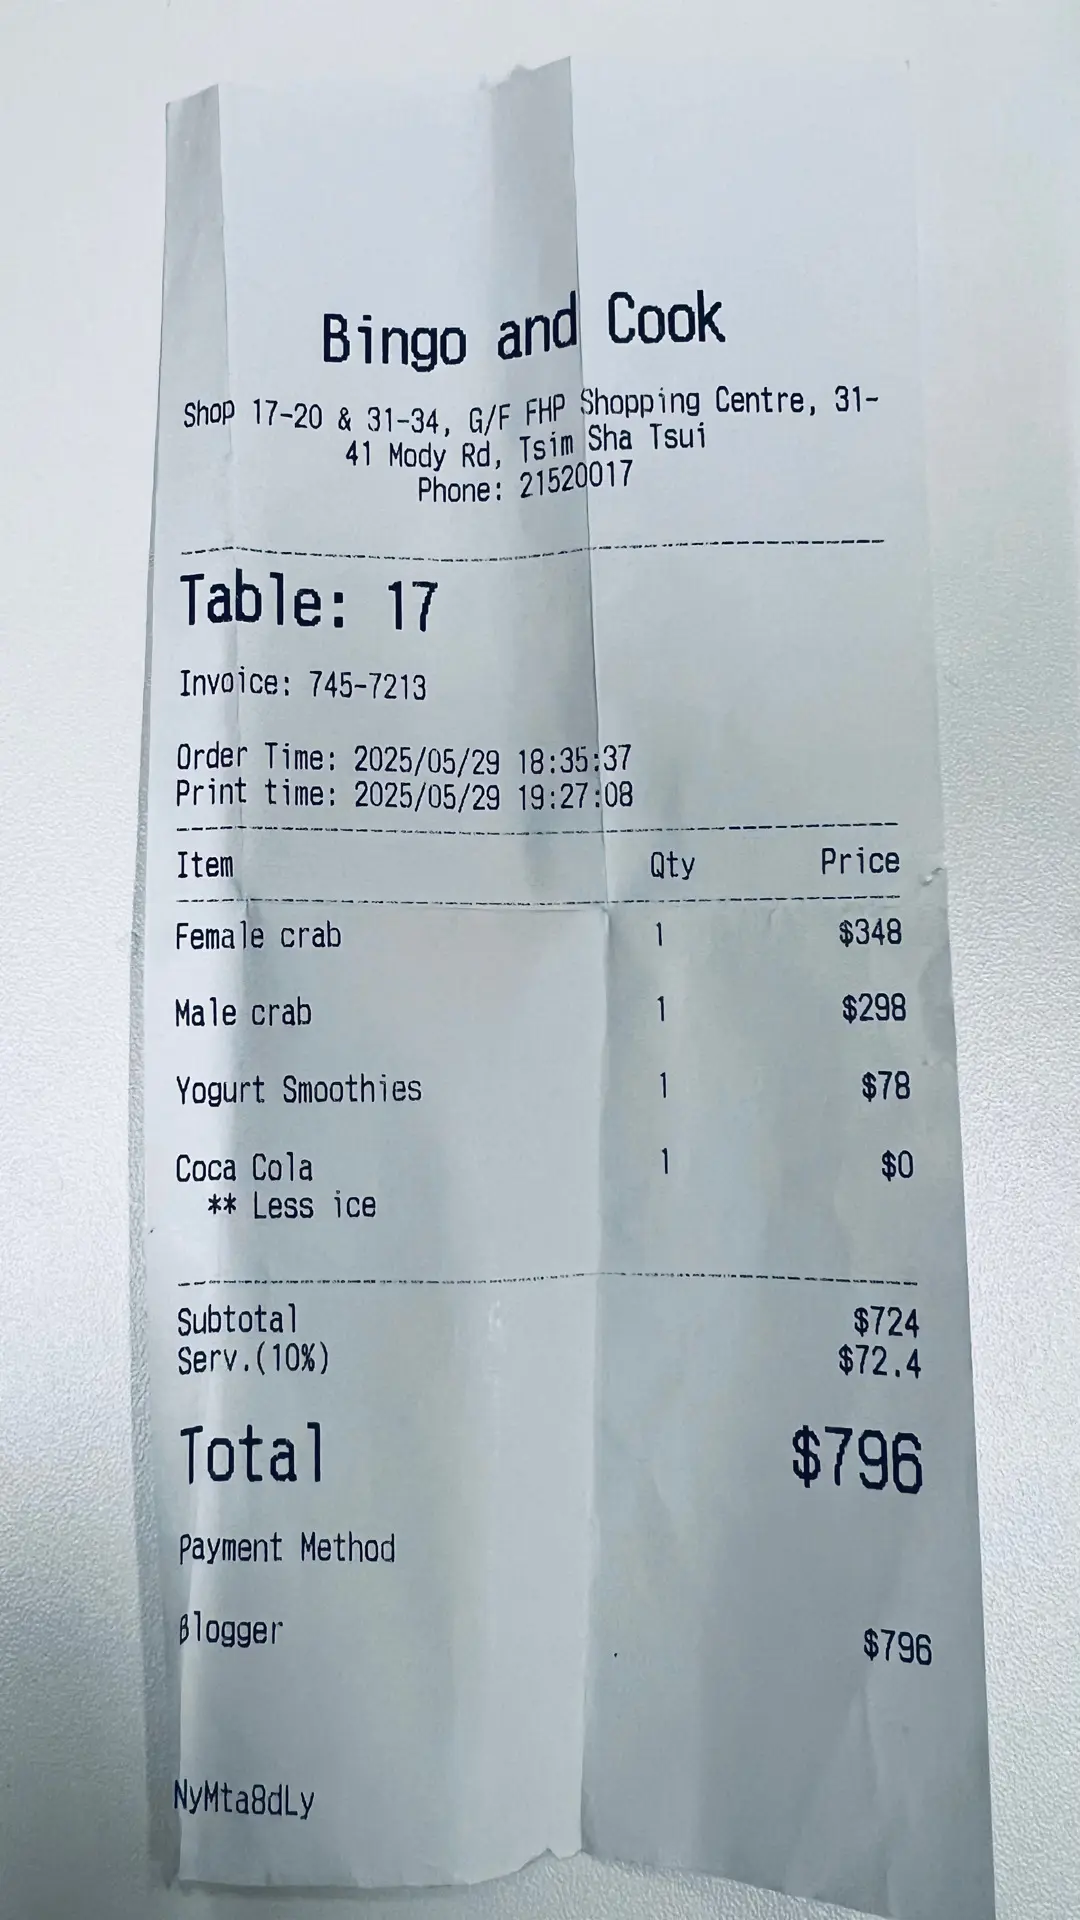 Bingo and Cook
Shop 17-20 & 31-34, G/F FHP Shopping Centre, 31-
41 Mody Rd, Tsim Sha Tsui
Phone: 21520017
Table: 17
Invoice: 745-7213
Order Time: 2025/05/29 18:35:37
Print time: 2025/05/29 19:27:08
Item Qty Price
Female crab 1 $348
Male crab 1 $298
Yogurt Smoothies 1 $78
Coca Cola 1 $0
** Less ice
Subtotal $724
Serv.(10%) $72.4
Total $796
Payment Method
Blogger $796
NyMta8dLy